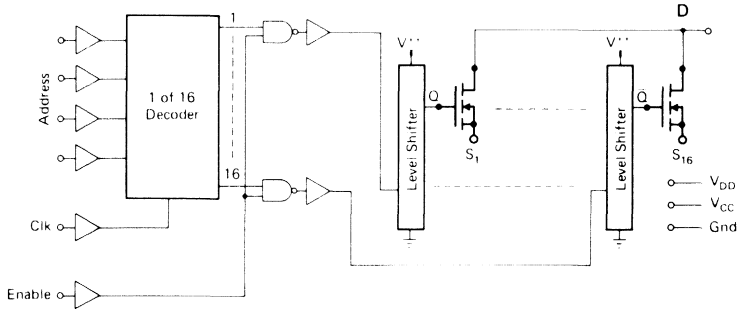 D
1
V++
V++
Address
1 of 16
Decoder
Level Shifter
Q
S1
Level Shifter
Q
S16
16
VDD
VCC
Gnd
Clk
Enable